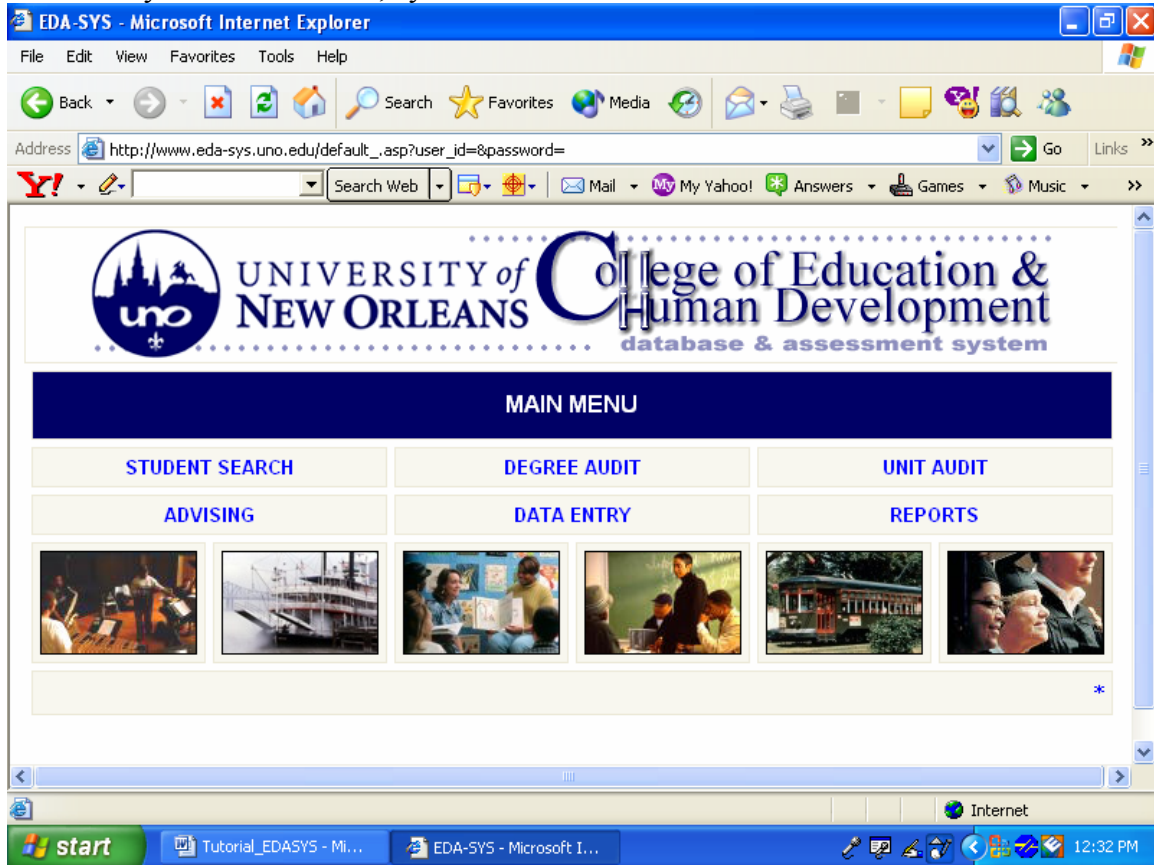 EDA-SYS - Microsoft Internet Explorer
File Edit View Favorites Tools Help
Back Search Favorites Media
Address http://www.eda-sys.uno.edu/default_.asp?user_id=&password= Go Links »
Y! Search Web Mail My My Yahoo! Answers Games Music »
uno
UNIVERSITY of
NEW ORLEANS
College of Education &
Human Development
database & assessment system
MAIN MENU
STUDENT SEARCH DEGREE AUDIT UNIT AUDIT
ADVISING DATA ENTRY REPORTS
*
Internet
start Tutorial_EDASYS - Mi... EDA-SYS - Microsoft I... 12:32 PM